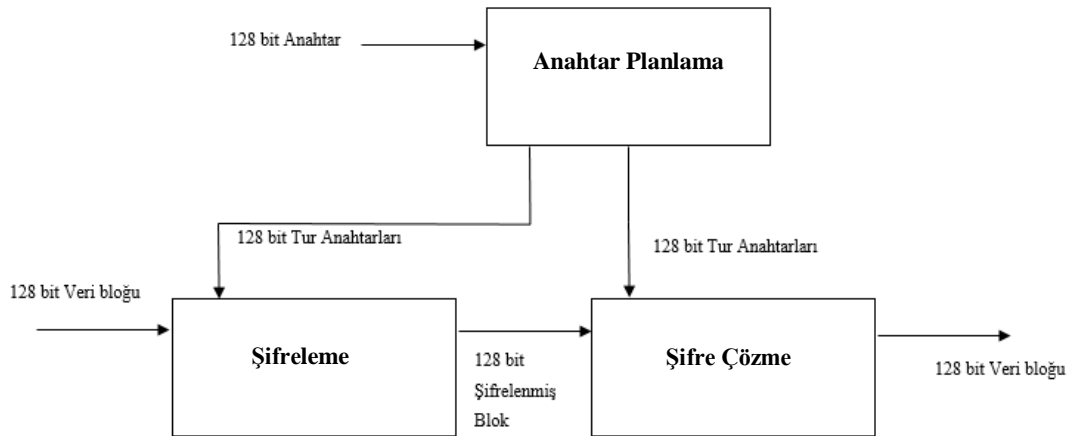 128 bit Anahtar
Anahtar Planlama
128 bit Tur Anahtarları
128 bit Tur Anahtarları
128 bit Veri bloğu
Şifreleme
128 bit
Şifrelenmiş
Blok
Şifre Çözme
128 bit Veri bloğu